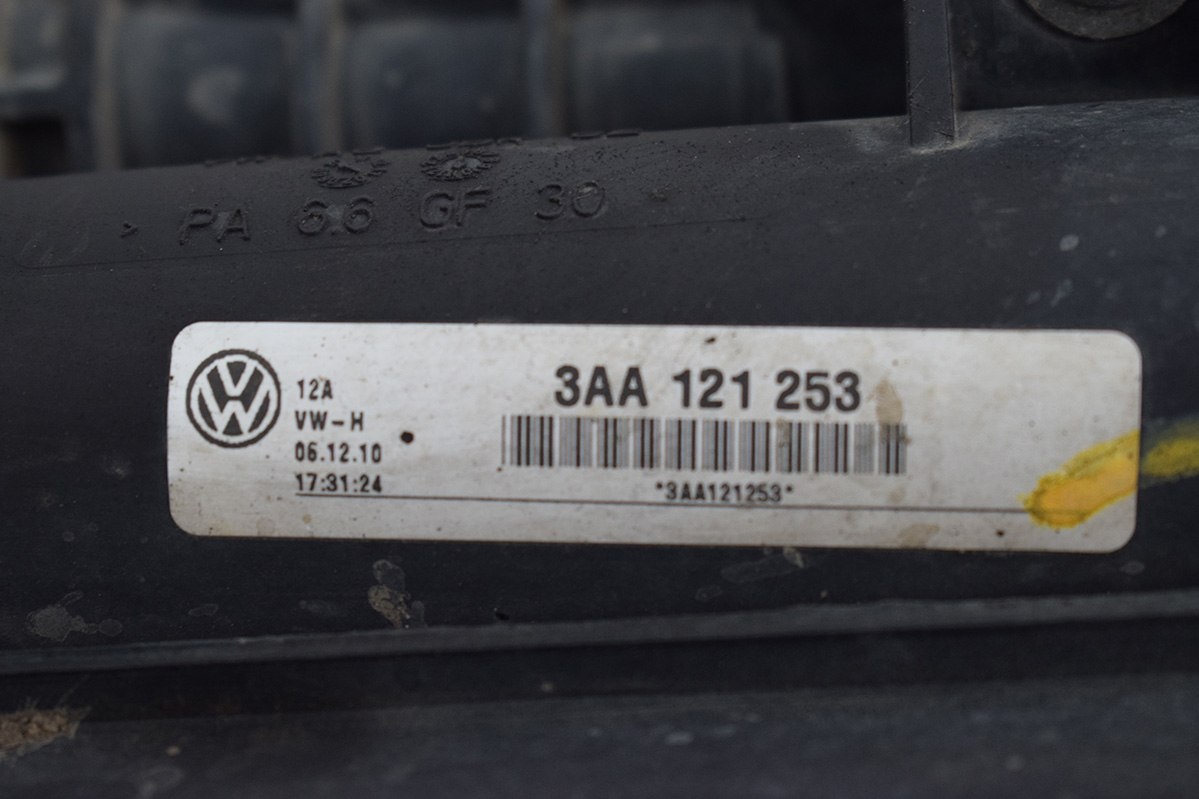 > PA 6.6 GF 30
12A
VW-H
06.12.10
17:31:24
3AA 121 253
*3AA121253*